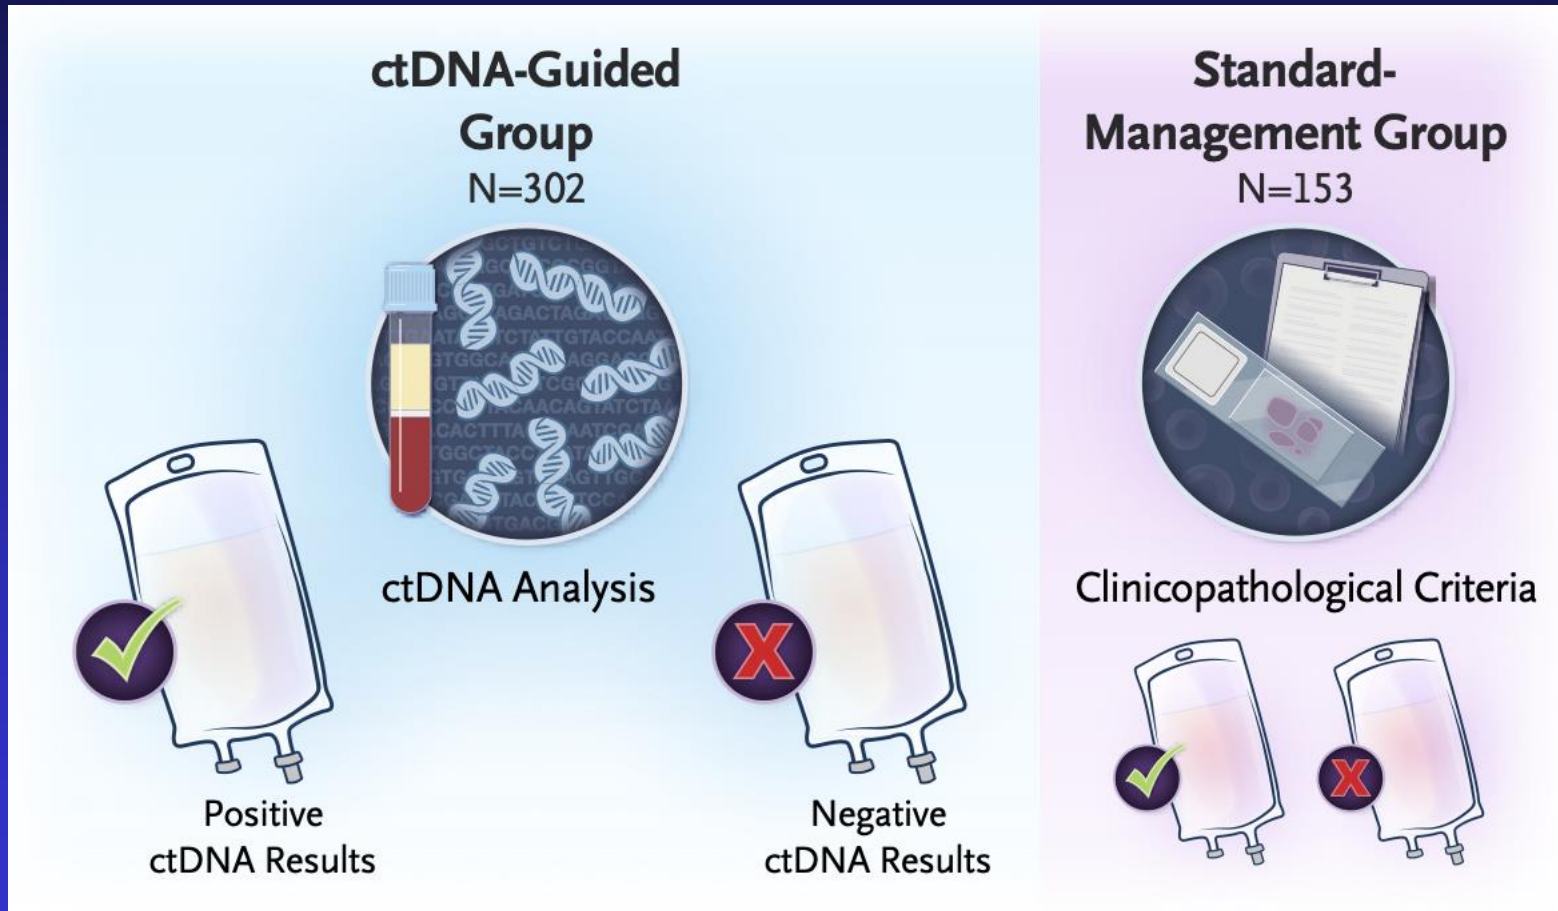 ctDNA-Guided
Group
N=302
ctDNA Analysis
Positive
ctDNA Results
Negative
ctDNA Results
Standard-
Management Group
N=153
Clinicopathological Criteria